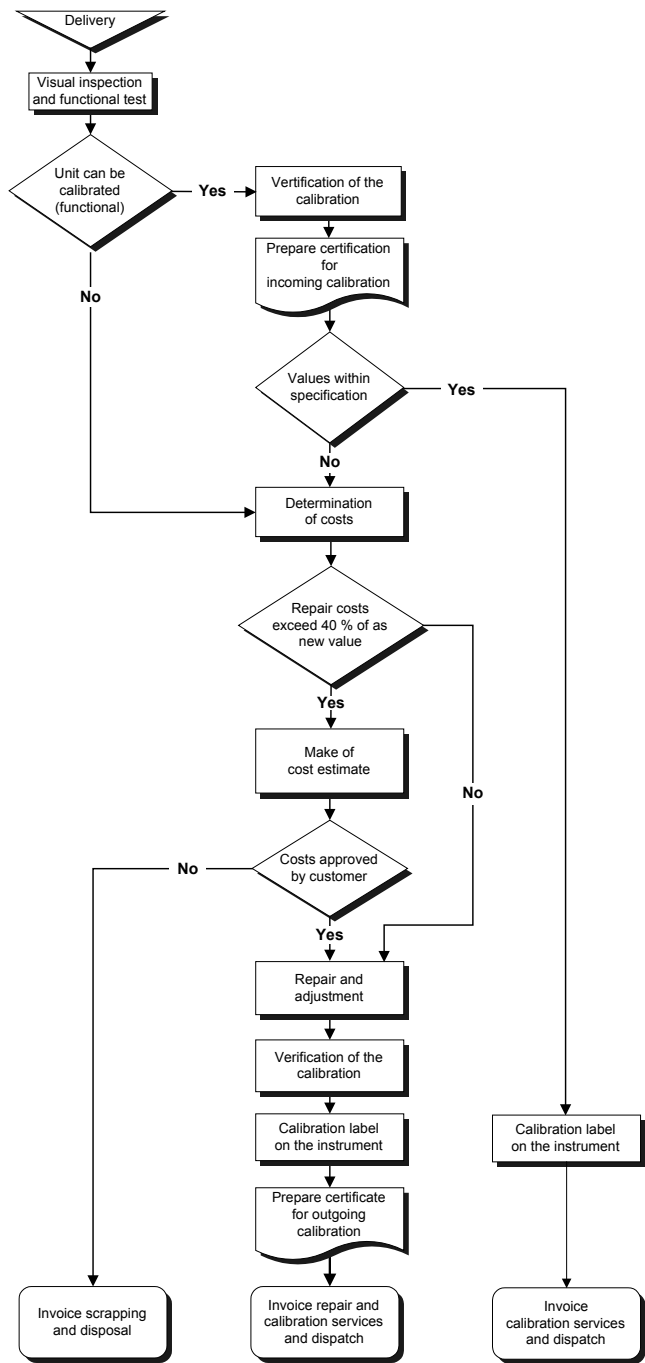 Delivery
Visual inspection
and functional test
Unit can be
calibrated
(functional)
Yes
Vertification of the
calibration
Prepare certification
for
incoming calibration
No
Values within
specification
Yes
No
Determination
of costs
Repair costs
exceed 40 % of as
new value
Yes
Make of
cost estimate
No
Costs approved
by customer
No
Yes
Repair and
adjustment
Verification of the
calibration
Calibration label
on the instrument
Calibration label
on the instrument
Prepare certificate
for outgoing
calibration
Invoice scrapping
and disposal
Invoice repair and
calibration services
and dispatch
Invoice
calibration services
and dispatch